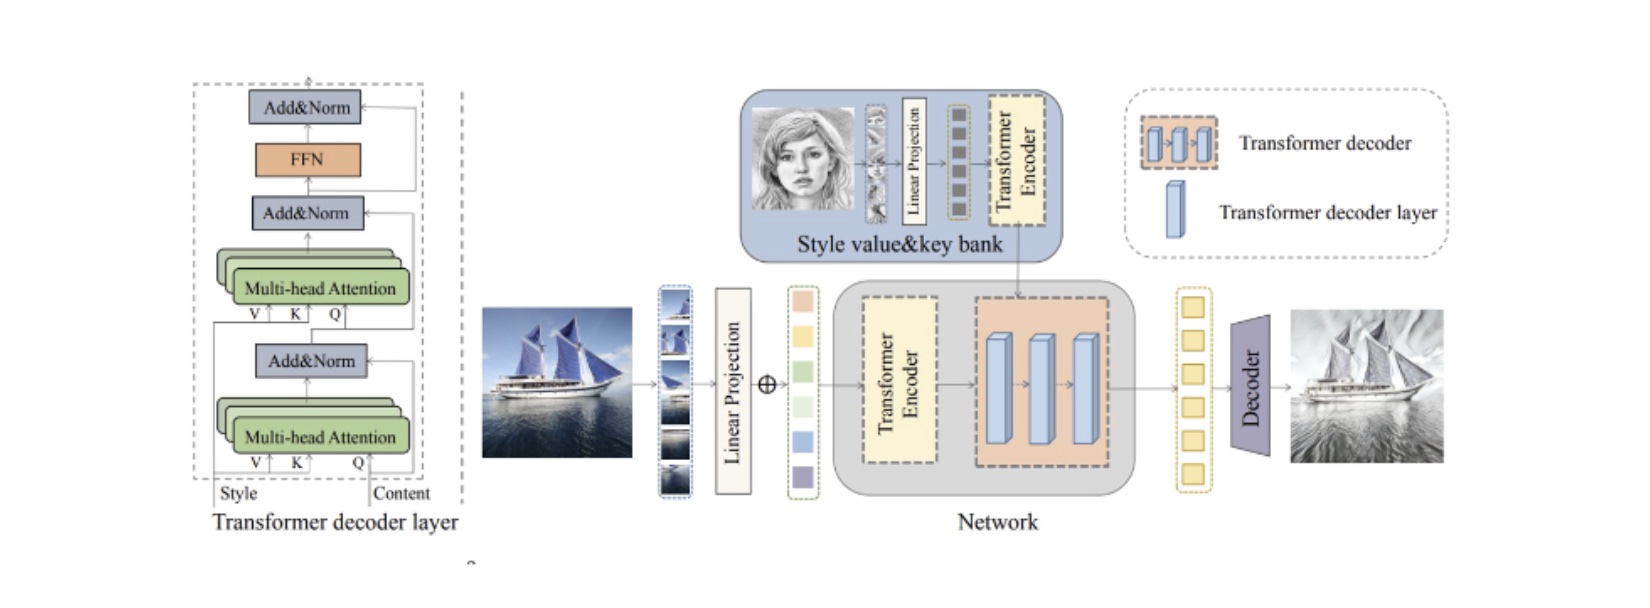 Add&Norm
FFN
Add&Norm
Multi-head Attention
V K Q
Add&Norm
Multi-head Attention
V K Q
Style Content
Transformer decoder layer
Linear Projection
Transformer
Encoder
Style value&key bank
Linear Projection
Transformer
Encoder
Network
Decoder
Transformer decoder
Transformer decoder layer